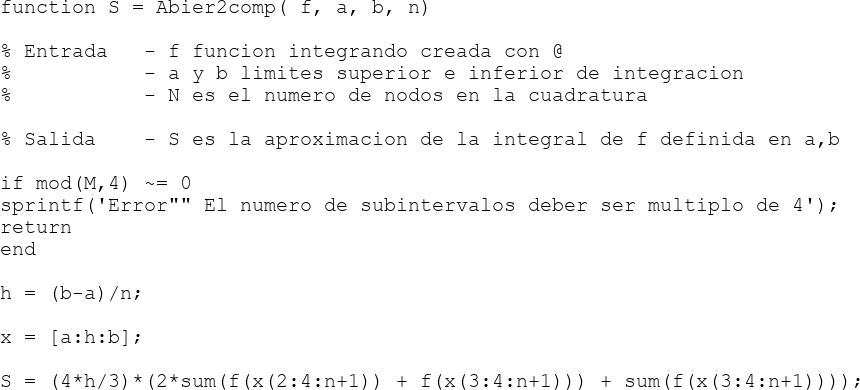 function S = Abier2comp( f, a, b, n)
% Entrada - f funcion integrando creada con @
% - a y b limites superior e inferior de integracion
% - N es el numero de nodos en la cuadratura
% Salida - S es la aproximacion de la integral de f definida en a,b
if mod(M,4) ~= 0
sprintf('Error"" El numero de subintervalos deber ser multiplo de 4');
return
end
h = (b-a)/n;
x = [a:h:b];
S = (4*h/3)*(2*sum(f(x(2:4:n+1)) + f(x(3:4:n+1))) + sum(f(x(3:4:n+1))));